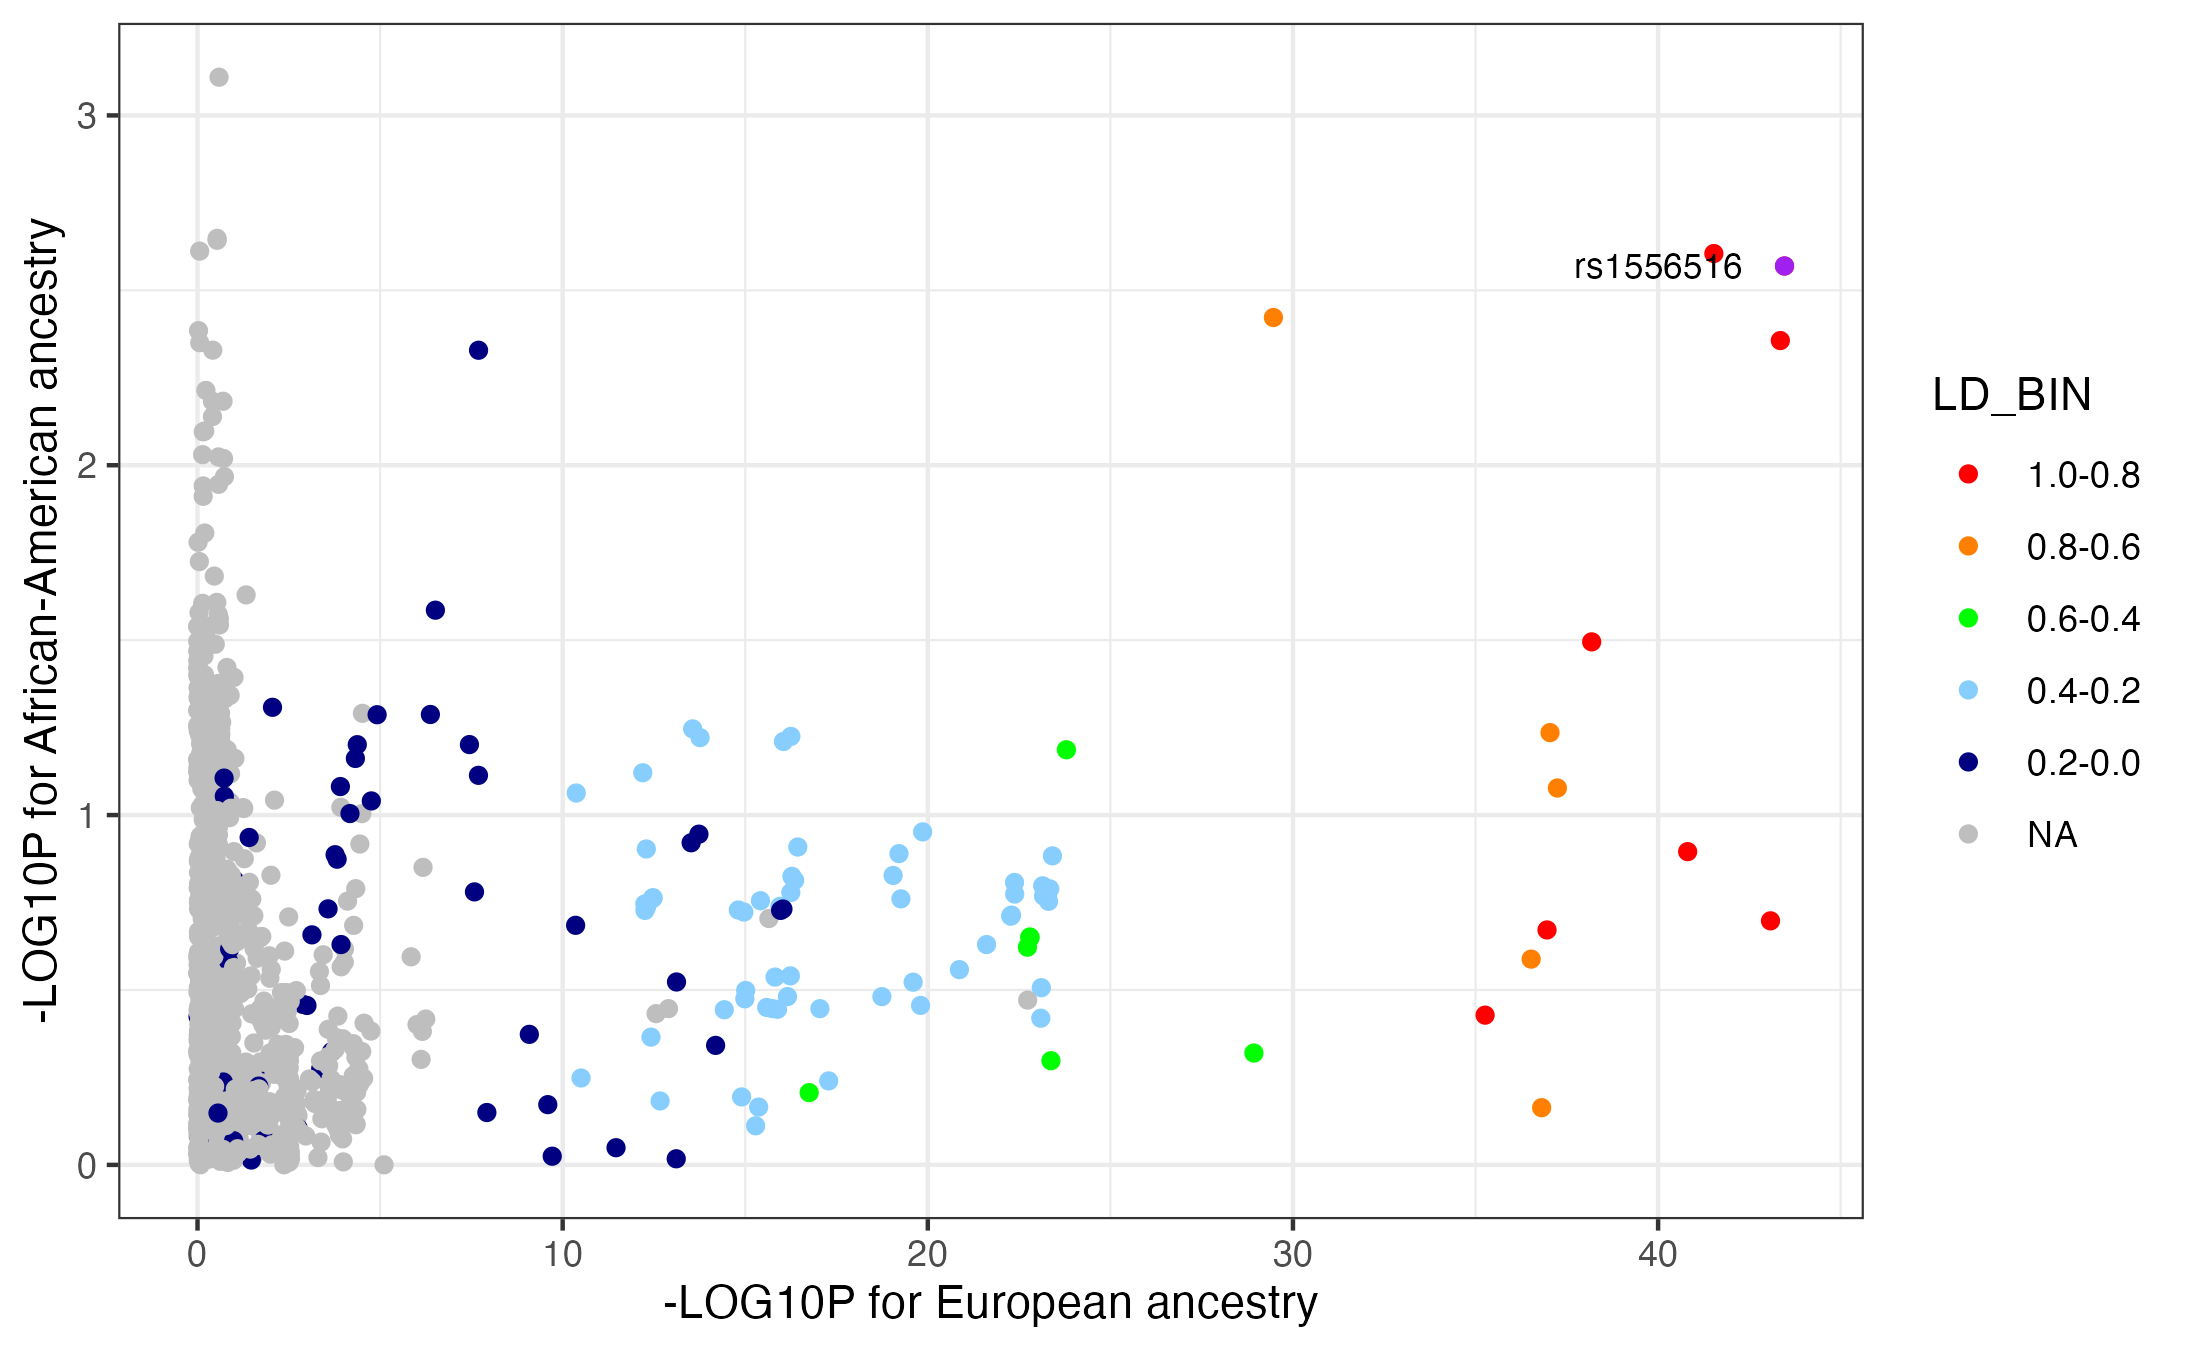 -LOG10P for African-American ancestry
3
2
1
0
rs1556516
0
10
20
30
40
-LOG10P for European ancestry
LD_BIN
1.0-0.8
0.8-0.6
0.6-0.4
0.4-0.2
0.2-0.0
NA